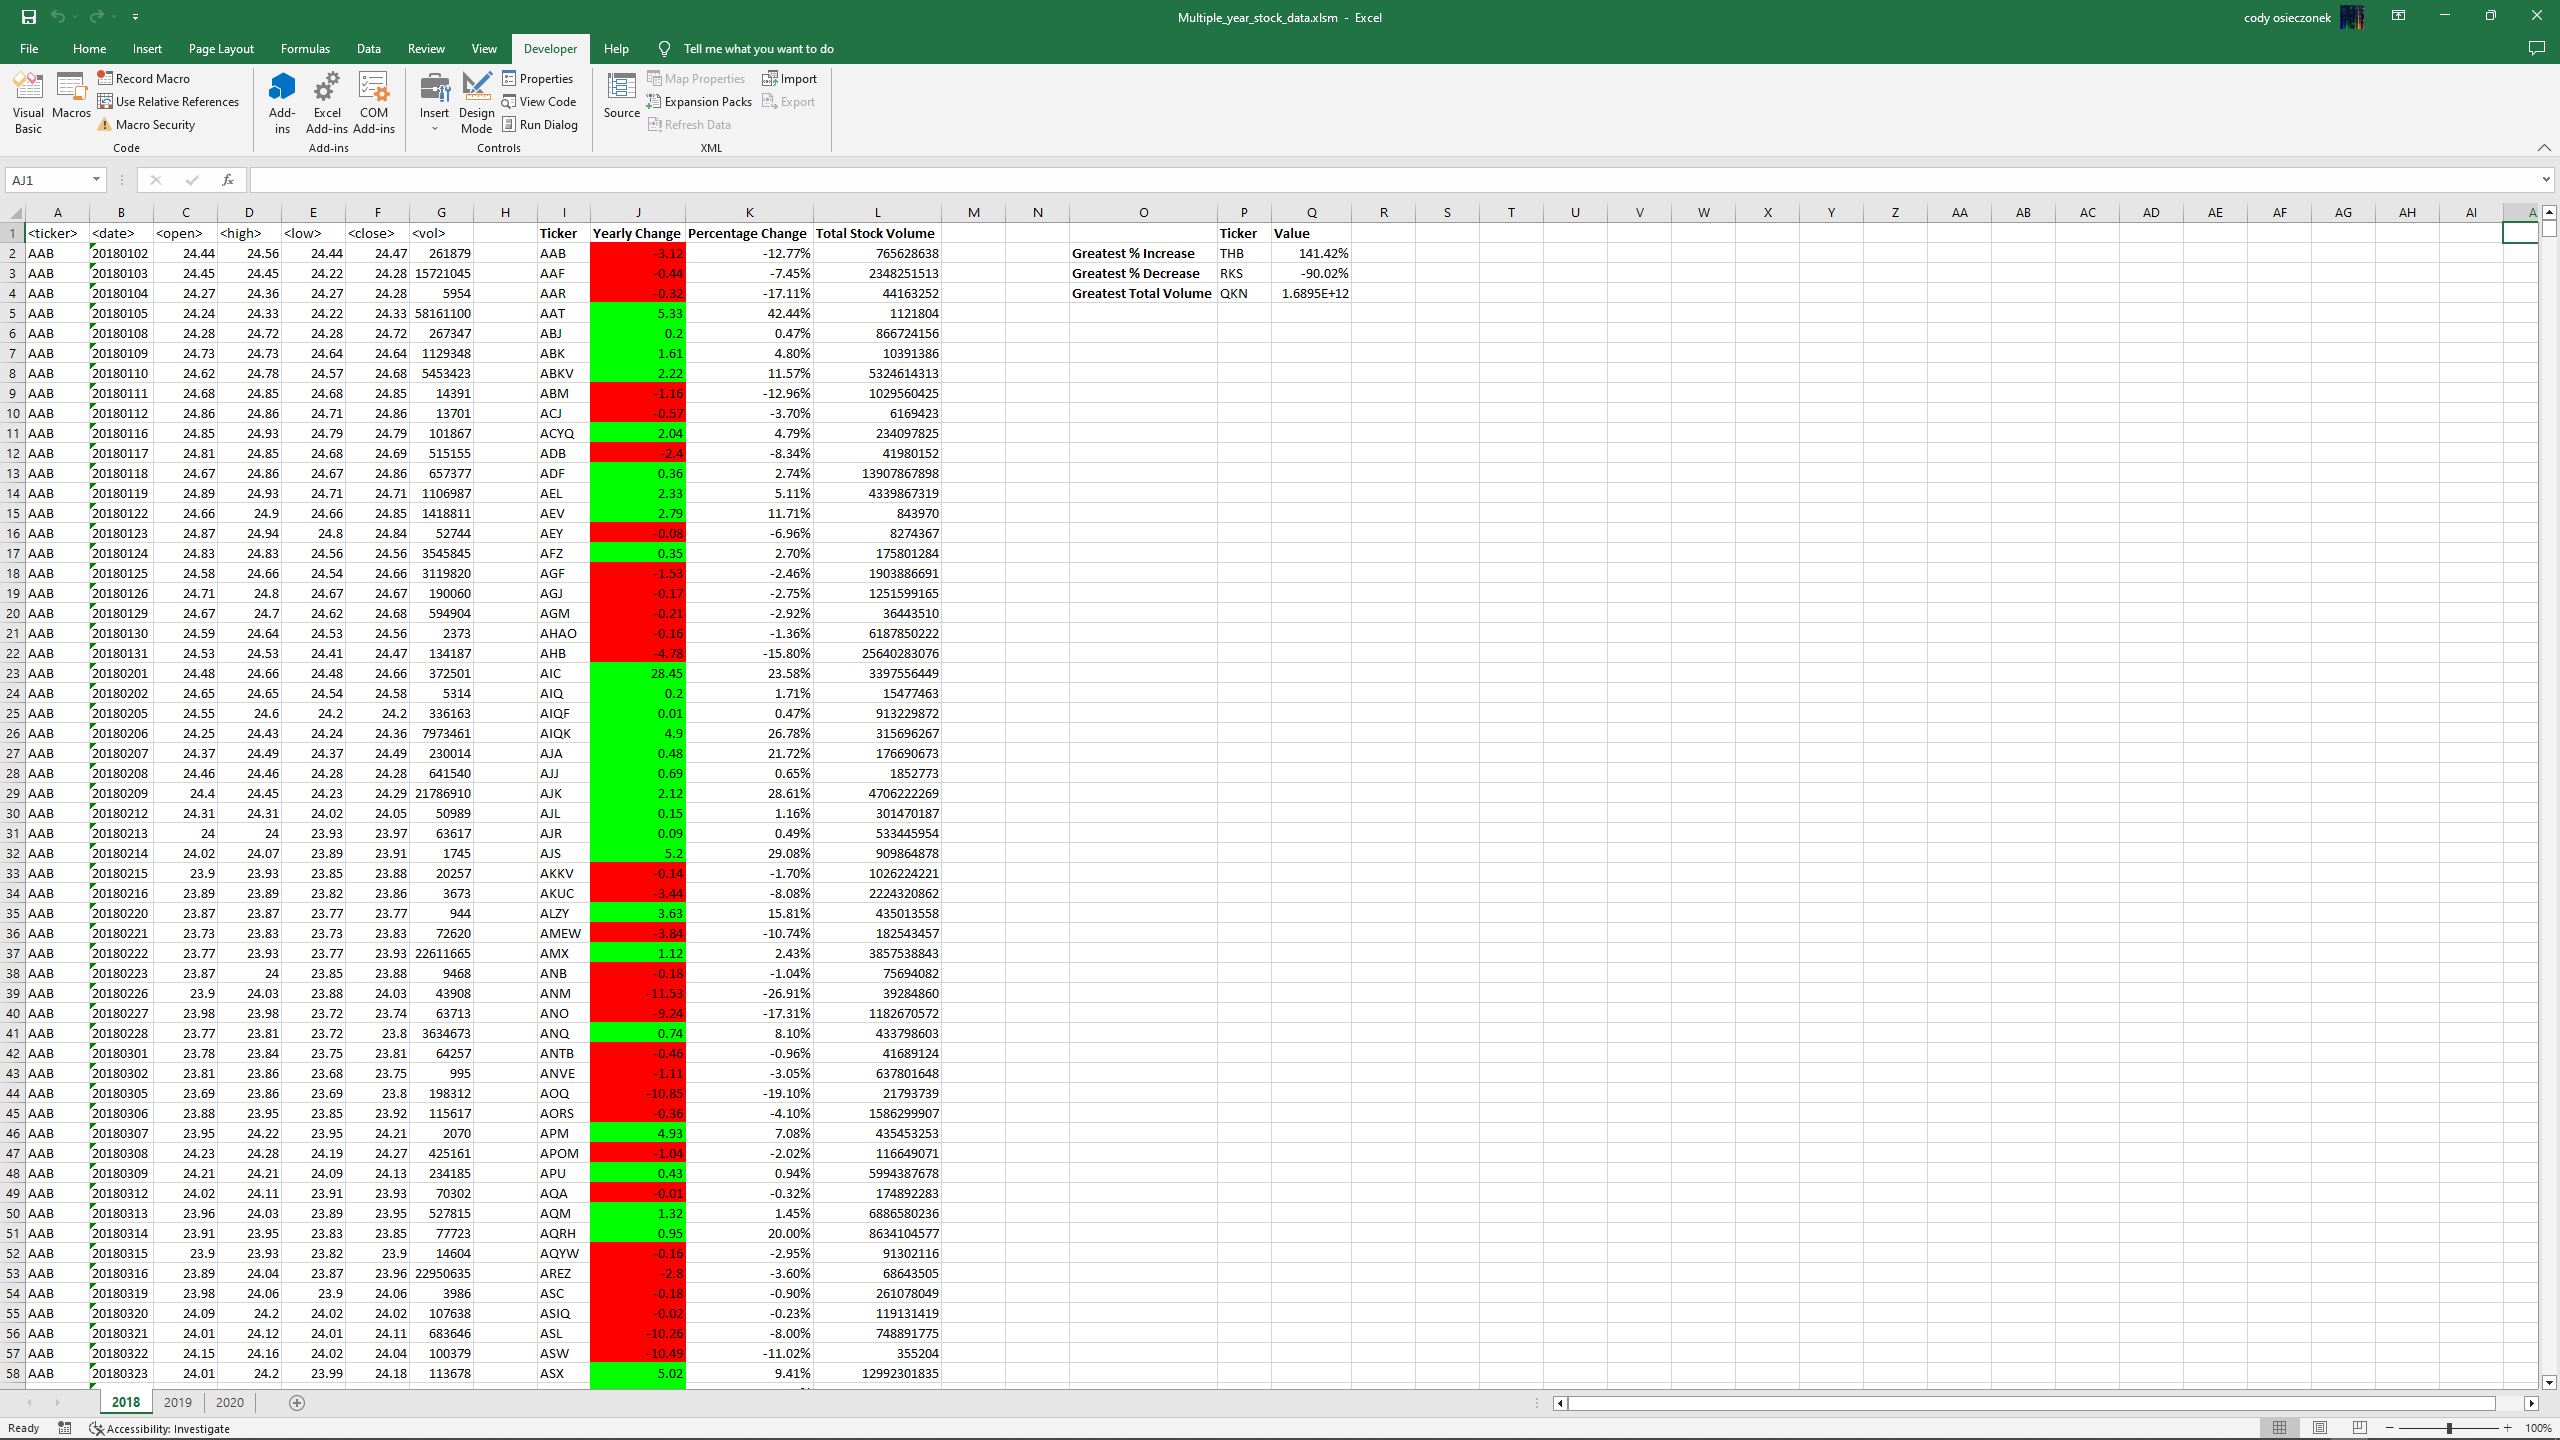 Multiple_year_stock_data.xlsm - Excel
cody osieczonek
File Home Insert Page Layout Formulas Data Review View Developer Help Tell me what you want to do
Visual Basic
Macros
Record Macro
Use Relative References
Macro Security
Code
Add-ins
Excel Add-ins
COM Add-ins
Add-ins
Insert
Design Mode
Properties
View Code
Run Dialog
Controls
Source
Map Properties
Expansion Packs
Refresh Data
Import
Export
XML
AJ1
fx
A B C D E F G H I J K L M N O P Q R S T U V W X Y Z AA AB AC AD AE AF AG AH AI A
1 <ticker> <date> <open> <high> <low> <close> <vol> Ticker Yearly Change Percentage Change Total Stock Volume Ticker Value
2 AAB 20180102 24.44 24.56 24.44 24.47 261879 AAB -3.12 -12.77% 765628638 Greatest % Increase THB 141.42%
3 AAB 20180103 24.45 24.45 24.22 24.28 15721045 AAF -0.44 -7.45% 2348251513 Greatest % Decrease RKS -90.02%
4 AAB 20180104 24.27 24.36 24.27 24.28 5954 AAR -0.32 -17.11% 44163252 Greatest Total Volume QKN 1.6895E+12
5 AAB 20180105 24.24 24.33 24.22 24.33 58161100 AAT 5.33 42.44% 1121804
6 AAB 20180108 24.28 24.72 24.28 24.72 267347 ABJ 0.2 0.47% 866724156
7 AAB 20180109 24.73 24.73 24.64 24.64 1129348 ABK 1.61 4.80% 10391386
8 AAB 20180110 24.62 24.78 24.57 24.68 5453423 ABKV 2.22 11.57% 5324614313
9 AAB 20180111 24.68 24.85 24.68 24.85 14391 ABM -1.16 -12.96% 1029560425
10 AAB 20180112 24.86 24.86 24.71 24.86 13701 ACJ -0.57 -3.70% 6169423
11 AAB 20180116 24.85 24.93 24.79 24.79 101867 ACYQ 2.04 4.79% 234097825
12 AAB 20180117 24.81 24.85 24.68 24.69 515155 ADB -2.4 -8.34% 41980152
13 AAB 20180118 24.67 24.86 24.67 24.86 657377 ADF 0.36 2.74% 13907867898
14 AAB 20180119 24.89 24.93 24.71 24.71 1106987 AEL 2.33 5.11% 4339867319
15 AAB 20180122 24.66 24.9 24.66 24.85 1418811 AEV 2.79 11.71% 843970
16 AAB 20180123 24.87 24.94 24.8 24.84 52744 AEY -0.08 -6.96% 8274367
17 AAB 20180124 24.83 24.83 24.56 24.56 3545845 AFZ 0.35 2.70% 175801284
18 AAB 20180125 24.58 24.66 24.54 24.66 3119820 AGF -1.53 -2.46% 1903886691
19 AAB 20180126 24.71 24.8 24.67 24.67 190060 AGJ -0.17 -2.75% 1251599165
20 AAB 20180129 24.67 24.7 24.62 24.68 594904 AGM -0.21 -2.92% 36443510
21 AAB 20180130 24.59 24.64 24.53 24.56 2373 AHAO -0.16 -1.36% 6187850222
22 AAB 20180131 24.53 24.53 24.41 24.47 134187 AHB -4.78 -15.80% 25640283076
23 AAB 20180201 24.48 24.66 24.48 24.66 372501 AIC 28.45 23.58% 3397556449
24 AAB 20180202 24.65 24.65 24.54 24.58 5314 AIQ 0.2 1.71% 15477463
25 AAB 20180205 24.55 24.6 24.2 24.2 336163 AIQF 0.01 0.47% 913229872
26 AAB 20180206 24.25 24.43 24.24 24.36 7973461 AIQK 4.9 26.78% 315696267
27 AAB 20180207 24.37 24.49 24.37 24.49 230014 AJA 0.48 21.72% 176690673
28 AAB 20180208 24.46 24.46 24.28 24.28 641540 AJJ 0.69 0.65% 1852773
29 AAB 20180209 24.4 24.45 24.23 24.29 21786910 AJK 2.12 28.61% 4706222269
30 AAB 20180212 24.31 24.31 24.02 24.05 50989 AJL 0.15 1.16% 301470187
31 AAB 20180213 24 24 23.93 23.97 63617 AJR 0.09 0.49% 533445954
32 AAB 20180214 24.02 24.07 23.89 23.91 1745 AJS 5.2 29.08% 909864878
33 AAB 20180215 23.9 23.93 23.85 23.88 20257 AKKV -0.14 -1.70% 1026224221
34 AAB 20180216 23.89 23.89 23.82 23.86 3673 AKUC -3.44 -8.08% 2224320862
35 AAB 20180220 23.87 23.87 23.77 23.77 944 ALZY 3.63 15.81% 435013558
36 AAB 20180221 23.73 23.83 23.73 23.83 72620 AMEW -3.84 -10.74% 182543457
37 AAB 20180222 23.77 23.93 23.77 23.93 22611665 AMX 1.12 2.43% 3857538843
38 AAB 20180223 23.87 24 23.85 23.88 9468 ANB -0.18 -1.04% 75694082
39 AAB 20180226 23.9 24.03 23.88 24.03 43908 ANM -11.53 -26.91% 39284860
40 AAB 20180227 23.98 23.98 23.72 23.74 63713 ANO -9.24 -17.31% 1182670572
41 AAB 20180228 23.77 23.81 23.72 23.8 3634673 ANQ 0.74 8.10% 433798603
42 AAB 20180301 23.78 23.84 23.75 23.81 64257 ANTB -0.46 -0.96% 41689124
43 AAB 20180302 23.81 23.86 23.68 23.75 995 ANVE -1.11 -3.05% 637801648
44 AAB 20180305 23.69 23.86 23.69 23.8 198312 AOQ -10.85 -19.10% 21793739
45 AAB 20180306 23.88 23.95 23.85 23.92 115617 AORS -0.36 -4.10% 1586299907
46 AAB 20180307 23.95 24.22 23.95 24.21 2070 APM 4.93 7.08% 435453253
47 AAB 20180308 24.23 24.28 24.19 24.27 425161 APOM -1.04 -2.02% 116649071
48 AAB 20180309 24.21 24.21 24.09 24.13 234185 APU 0.43 0.94% 5994387678
49 AAB 20180312 24.02 24.11 23.91 23.93 70302 AQA -0.01 -0.32% 174892283
50 AAB 20180313 23.96 24.03 23.89 23.95 527815 AQM 1.32 1.45% 6886580236
51 AAB 20180314 23.91 23.95 23.83 23.85 77723 AQRH 0.95 20.00% 8634104577
52 AAB 20180315 23.9 23.93 23.82 23.9 14604 AQYW -0.16 -2.95% 91302116
53 AAB 20180316 23.89 24.04 23.87 23.96 22950635 AREZ -2.8 -3.60% 68643505
54 AAB 20180319 23.98 24.06 23.9 24.06 3986 ASC -0.18 -0.90% 261078049
55 AAB 20180320 24.09 24.2 24.02 24.02 107638 ASIQ -0.02 -0.23% 119131419
56 AAB 20180321 24.01 24.12 24.01 24.11 683646 ASL -10.26 -8.00% 748891775
57 AAB 20180322 24.15 24.16 24.02 24.04 100379 ASW -10.49 -11.02% 355204
58 AAB 20180323 24.01 24.2 23.99 24.18 113678 ASX 5.02 9.41% 12992301835
2018 2019 2020
Ready Accessibility: Investigate 100%